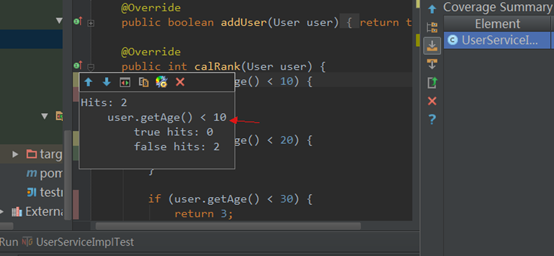 @Override
public boolean addUser(User user) { return t
Coverage Summary
Element
UserServiceI...
@Override
public int calRank(User user) {
ge() < 10) {
Hits: 2
user.getAge() < 10
true hits: 0
false hits: 2
ge() < 20) {
}
if (user.getAge() < 30) {
return 3;
targ
pom
testn
Extern
Run UserServiceImplTest